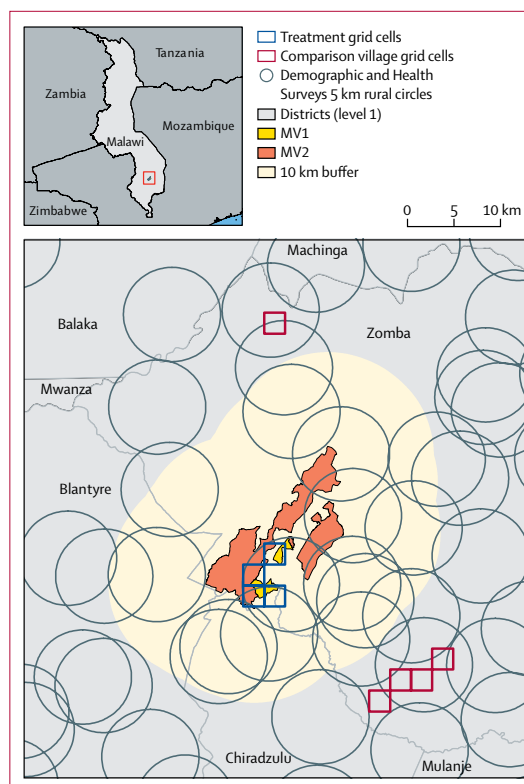 Tanzania
Zambia
Mozambique
Malawi
Zimbabwe
Treatment grid cells
Comparison village grid cells
Demographic and Health
Surveys 5 km rural circles
Districts (level 1)
MV1
MV2
10 km buffer
0 5 10 km
Machinga
Balaka
Zomba
Mwanza
Blantyre
Chiradzulu
Mulanje